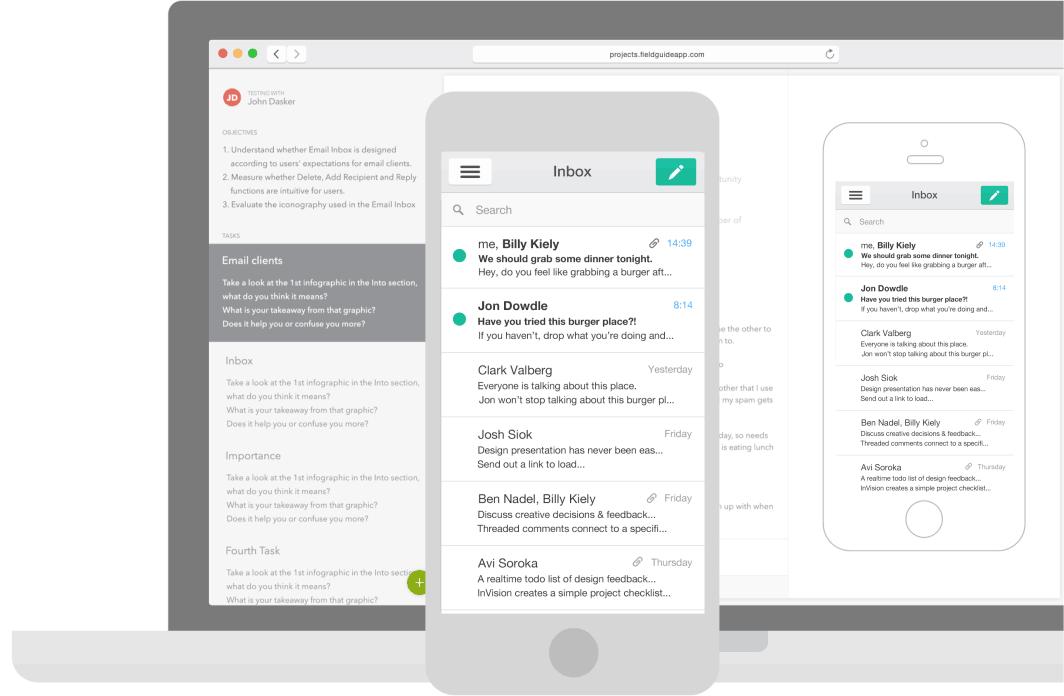 projects.fieldguideapp.com
JD
TESTING WITH
John Dasker
OBJECTIVES
1. Understand whether Email Inbox is designed
according to users' expectations for email clients.
2. Measure whether Delete, Add Recipient and Reply
functions are intuitive for users.
3. Evaluate the iconography used in the Email Inbox
TASKS
Email clients
Take a look at the 1st infographic in the Into section,
what do you think it means?
What is your takeaway from that graphic?
Does it help you or confuse you more?
Inbox
Take a look at the 1st infographic in the Into section,
what do you think it means?
What is your takeaway from that graphic?
Does it help you or confuse you more?
Importance
Take a look at the 1st infographic in the Into section,
what do you think it means?
What is your takeaway from that graphic?
Does it help you or confuse you more?
Fourth Task
Take a look at the 1st infographic in the Into
what do you think it means?
What is your takeaway from that graphic?
Inbox
Search
me, Billy Kiely 14:39
We should grab some dinner tonight.
Hey, do you feel like grabbing a burger aft...
Jon Dowdle 8:14
Have you tried this burger place?!
If you haven't, drop what you're doing and...
Clark Valberg Yesterday
Everyone is talking about this place.
Jon won't stop talking about this burger pl...
Josh Siok Friday
Design presentation has never been eas...
Send out a link to load...
Ben Nadel, Billy Kiely Friday
Discuss creative decisions & feedback...
Threaded comments connect to a specifi...
Avi Soroka Thursday
A realtime todo list of design feedback...
InVision creates a simple project checklist...
the other to
to.
other that I use
my spam gets
so needs
is eating lunch
up with when
Inbox
Search
me, Billy Kiely 14:39
We should grab some dinner tonight.
Hey, do you feel like grabbing a burger aft...
Jon Dowdle 8:14
Have you tried this burger place?!
If you haven't, drop what you're doing and...
Clark Valberg Yesterday
Everyone is talking about this place.
Jon won't stop talking about this burger pl...
Josh Siok Friday
Design presentation has never been eas...
Send out a link to load...
Ben Nadel, Billy Kiely Friday
Discuss creative decisions & feedback...
Threaded comments connect to a specifi...
Avi Soroka Thursday
A realtime todo list of design feedback...
InVision creates a simple project checklist...